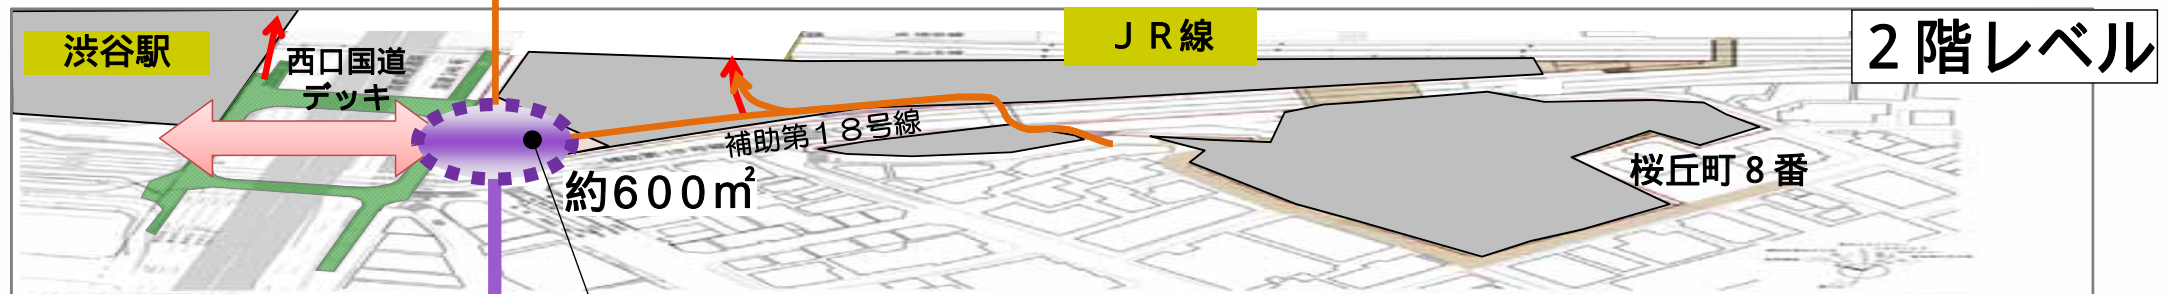 渋谷駅
西口国道
デッキ
ＪＲ線
２階レベル
補助第１８号線
約６００㎡
桜丘町８番